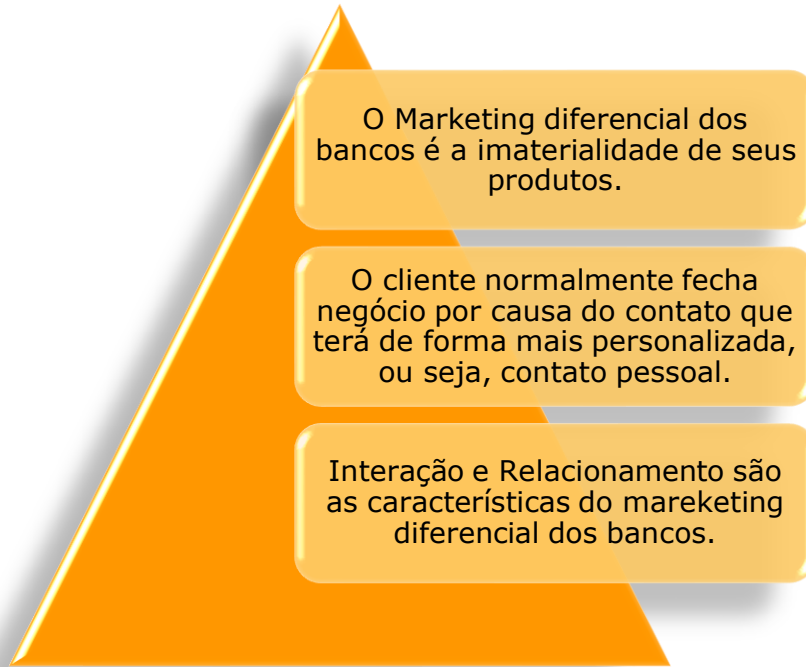 O Marketing diferencial dos
bancos é a imaterialidade de seus
produtos.
O cliente normalmente fecha
negócio por causa do contato que
terá de forma mais personalizada,
ou seja, contato pessoal.
Interação e Relacionamento são
as características do mareketing
diferencial dos bancos.